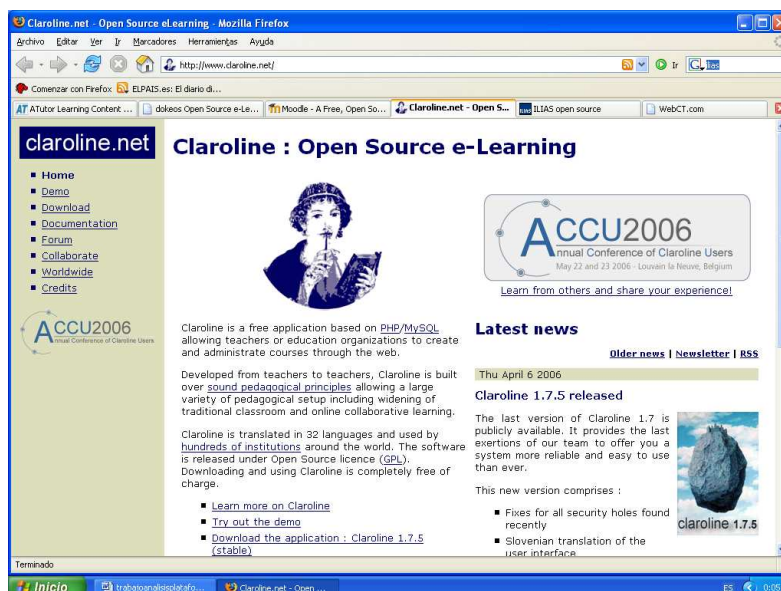 Claroline.net - Open Source eLearning - Mozilla Firefox
Archivo Editar Ver Ir Marcadores Herramientas Ayuda
http://www.claroline.net/ Ir ilias
Comenzar con Firefox ELPAIS.es: El diario di...
ATutor Learning Content ... dokeos Open Source e-Le... Moodle - A Free, Open So... Claroline.net - Open S... ILIAS open source WebCT.com
claroline.net
Home
Demo
Download
Documentation
Forum
Collaborate
Worldwide
Credits
ACCU2006
Annual Conference of Claroline Users
Claroline : Open Source e-Learning
ACCU2006
Annual Conference of Claroline Users
May 22 and 23 2006 - Louvain la Neuve, Belgium
Learn from others and share your experience!
Claroline is a free application based on PHP/MySQL
allowing teachers or education organizations to create
and administrate courses through the web.
Developed from teachers to teachers, Claroline is built
over sound pedagogical principles allowing a large
variety of pedagogical setup including widening of
traditional classroom and online collaborative learning.
Claroline is translated in 32 languages and used by
hundreds of institutions around the world. The software
is released under Open Source licence (GPL).
Downloading and using Claroline is completely free of
charge.
Learn more on Claroline
Try out the demo
Download the application : Claroline 1.7.5
(stable)
Latest news
Older news | Newsletter | RSS
Thu April 6 2006
Claroline 1.7.5 released
The last version of Claroline 1.7 is
publicly available. It provides the last
exertions of our team to offer you a
system more reliable and easy to use
than ever.
This new version comprises :
Fixes for all security holes found
recently
Slovenian translation of the
user interface
claroline 1.7.5
Terminado
Inicio trabajoanalisisplatafo... Claroline.net - Open ... ES 0:05